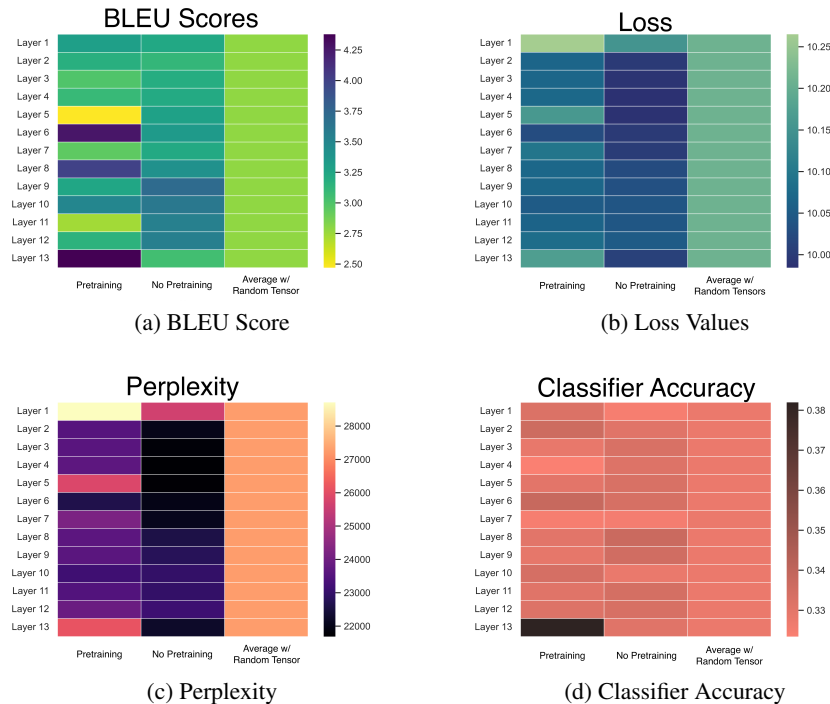 BLEU Scores
Layer 1
Layer 2
Layer 3
Layer 4
Layer 5
Layer 6
Layer 7
Layer 8
Layer 9
Layer 10
Layer 11
Layer 12
Layer 13
4.25
4.00
3.75
3.50
3.25
3.00
2.75
2.50
Pretraining
No Pretraining
Average w/
Random Tensor
(a) BLEU Score
Loss
Layer 1
Layer 2
Layer 3
Layer 4
Layer 5
Layer 6
Layer 7
Layer 8
Layer 9
Layer 10
Layer 11
Layer 12
Layer 13
10.25
10.20
10.15
10.10
10.05
10.00
Pretraining
No Pretraining
Average w/
Random Tensors
(b) Loss Values
Perplexity
Layer 1
Layer 2
Layer 3
Layer 4
Layer 5
Layer 6
Layer 7
Layer 8
Layer 9
Layer 10
Layer 11
Layer 12
Layer 13
28000
27000
26000
25000
24000
23000
22000
Pretraining
No Pretraining
Average w/
Random Tensor
(c) Perplexity
Classifier Accuracy
Layer 1
Layer 2
Layer 3
Layer 4
Layer 5
Layer 6
Layer 7
Layer 8
Layer 9
Layer 10
Layer 11
Layer 12
Layer 13
0.38
0.37
0.36
0.35
0.34
0.33
Pretraining
No Pretraining
Average w/
Random Tensor
(d) Classifier Accuracy